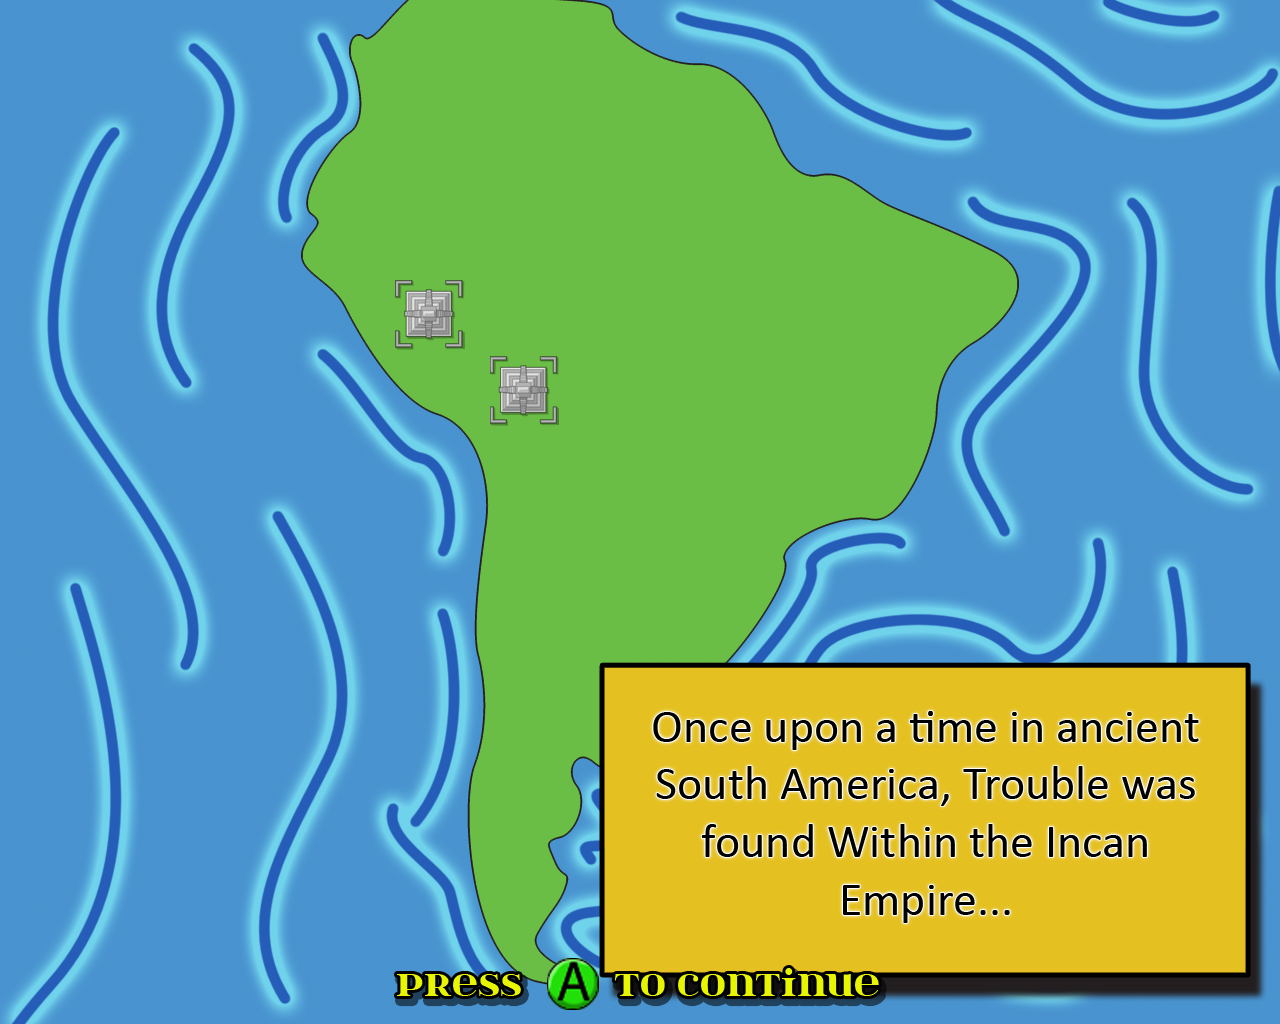 Once upon a time in ancient
South America, Trouble was
found Within the Incan
Empire...
PRESS A TO CONTINUE